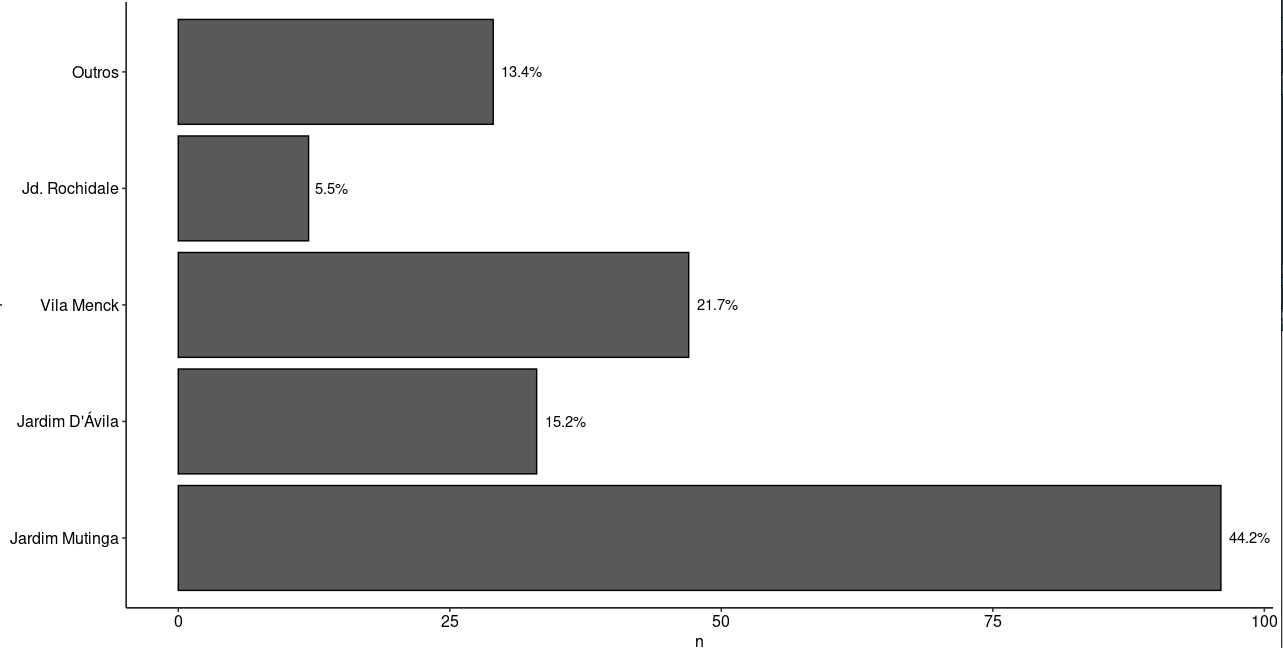 Outros 13.4%
Jd. Rochidale 5.5%
Vila Menck 21.7%
Jardim D'Ávila 15.2%
Jardim Mutinga 44.2%
0 25 50 75 100
n